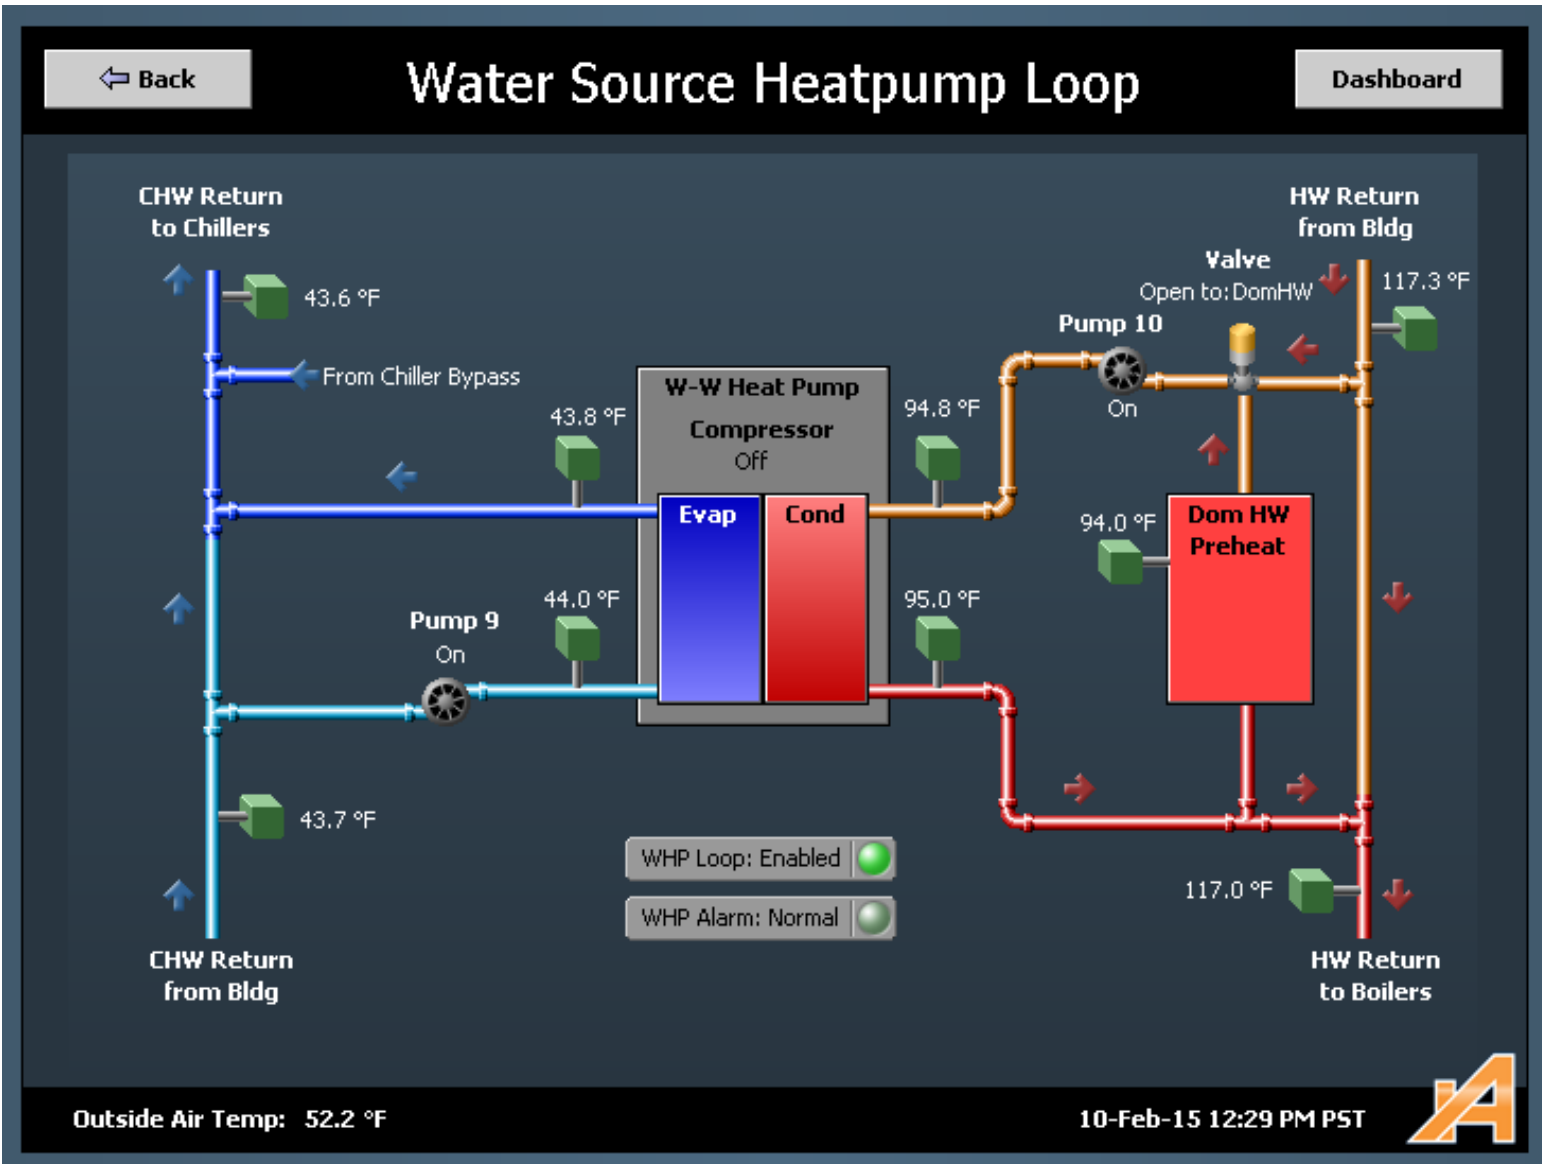 Back
Water Source Heatpump Loop
Dashboard
CHW Return
to Chillers
43.6 °F
From Chiller Bypass
HW Return
from Bldg
117.3 °F
Valve
Open to:DomHW
Pump 10
On
W-W Heat Pump
Compressor
Off
43.8 °F
94.8 °F
Evap
Cond
94.0 °F
Dom HW
Preheat
Pump 9
On
44.0 °F
95.0 °F
43.7 °F
WHP Loop: Enabled
WHP Alarm: Normal
117.0 °F
CHW Return
from Bldg
HW Return
to Boilers
Outside Air Temp: 52.2 °F
10-Feb-15 12:29 PM PST